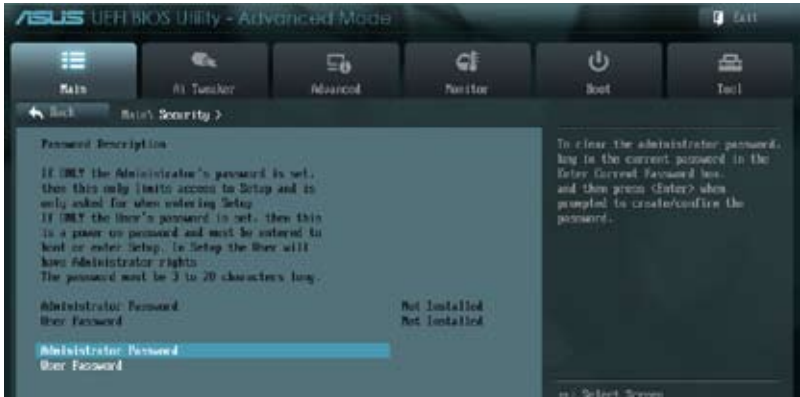 ASUS UEFI BIOS Utility - Advanced Mode
Exit
Main
Ai Tweaker
Advanced
Monitor
Boot
Tool
Back
Main\ Security >
Password Description
If ONLY the Administrator's password is set,
then this only limits access to Setup and is
only asked for when entering Setup
If ONLY the User's password is set, then this
is a power on password and must be entered to
boot or enter Setup. In Setup the User will
have Administrator rights
The password must be 3 to 20 characters long.
Administrator Password Not Installed
User Password Not Installed
Administrator Password
User Password
To clear the administrator password,
key in the current password in the
Enter Current Password box,
and then press <Enter> when
prompted to create/confirm the
password.
: Select Screen